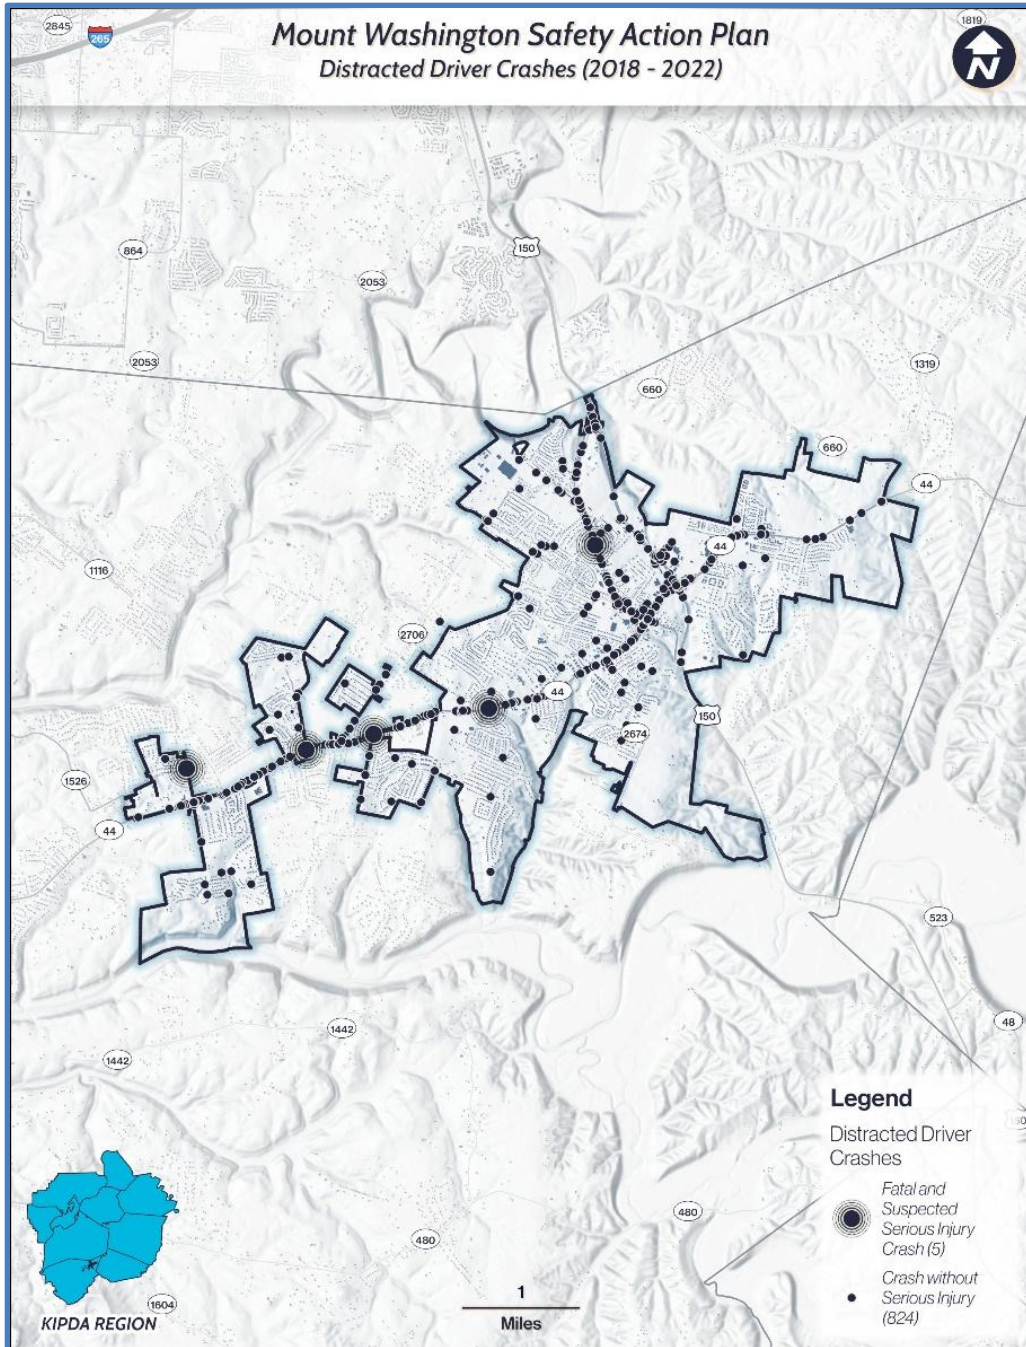 Mount Washington Safety Action Plan
Distracted Driver Crashes (2018 - 2022)
N
2845
265
1819
150
864
2053
2053
660
1319
660
44
44
1116
2706
44
150
2674
1526
44
523
48
1442
1442
480
480
1604
KIPDA REGION
1
Miles
Legend
Distracted Driver
Crashes
Fatal and
Suspected
Serious Injury
Crash (5)
Crash without
Serious Injury
(824)